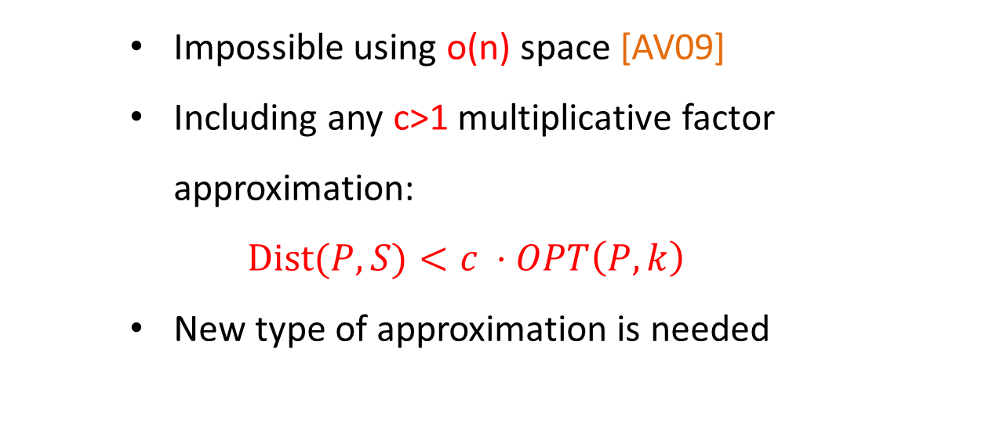 • Impossible using o(n) space [AV09]
• Including any c>1 multiplicative factor
approximation:
Dist(P, S) < c · OPT(P, k)
• New type of approximation is needed